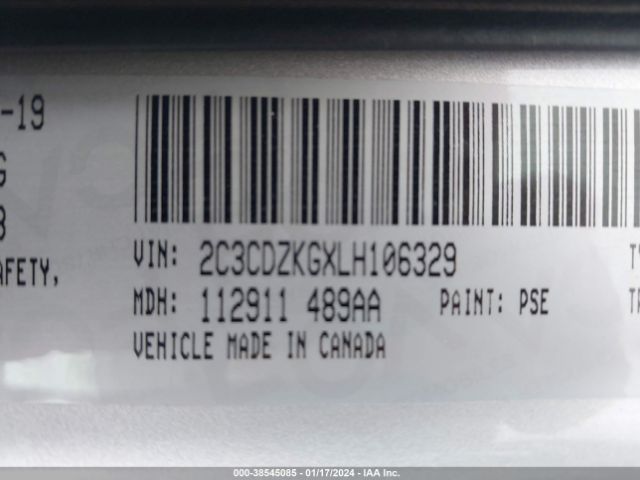 -19
G
8
AFETY,
VIN: 2C3CDZKGXLH106329
MDH: 112911 489AA PAINT: PSE
VEHICLE MADE IN CANADA
000-38545085 - 01/17/2024 - IAA Inc.